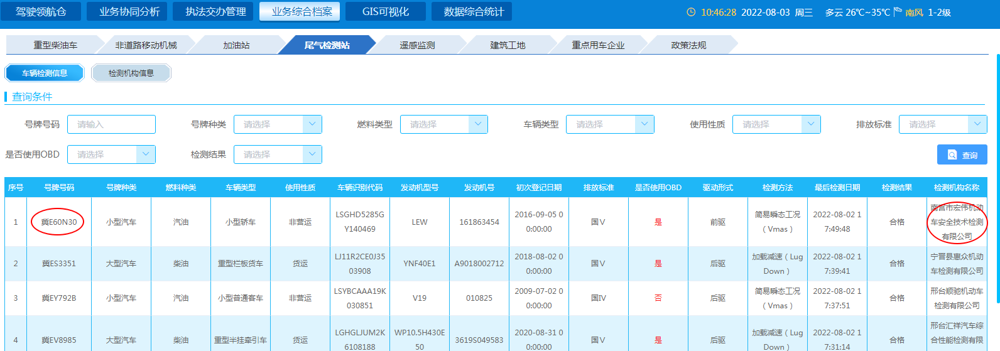 驾驶领航仓 业务协同分析 执法交办管理 业务综合档案 GIS可视化 数据综合统计 10:46:28 2022-08-03 周三 多云 26℃~35℃ 南风 1-2级
重型柴油车 非道路移动机械 加油站 尾气检测站 遥感监测 建筑工地 重点用车企业 政策法规
车辆检测信息 检测机构信息
查询条件
号牌号码 请输入 号牌种类 请选择 燃料类型 请选择 车辆类型 请选择 使用性质 请选择 排放标准 请选择
是否使用OBD 请选择 检测结果 请选择 查询
序号 号牌号码 号牌种类 燃料种类 车辆类型 使用性质 车辆识别代码 发动机型号 发动机号 初次登记日期 排放标准 是否使用OBD 驱动形式 检测方法 最后检测日期 检测结果 检测机构名称
1 冀E60N30 小型汽车 汽油 小型轿车 非营运 LSGHD5285G LEW 161863454 2016-09-05 0 国Ⅴ 是 前驱 简易瞬态工况 2022-08-02 1 合格 南宫市宏伟机动
Y140469 0:00:00 （Vmas） 7:49:48 车安全技术检测
有限公司
2 冀ES3351 大型汽车 柴油 重型栏板货车 货运 LJ11R2CE0J35 YNF40E1 A9018002712 2018-08-02 0 国Ⅴ 是 后驱 加载减速（Lug 2022-08-02 1 合格 宁晋县惠众机动
03908 0:00:00 Down） 7:39:41 车检测有限公司
3 冀EY792B 小型汽车 汽油 小型普通客车 非营运 LSYBCAAA19K V19 010825 2009-07-02 0 国Ⅳ 否 后驱 简易瞬态工况 2022-08-02 1 合格 邢台顺驰机动车
030851 0:00:00 （Vmas） 7:37:51 检测有限公司
4 冀EV8985 大型汽车 柴油 重型半挂牵引车 货运 LGHGLJUM2K WP10.5H430E 3619S049583 2020-08-31 0 国Ⅴ 是 后驱 加载减速（Lug 2022-08-02 1 合格 邢台汇祥汽车综
6108188 50 0:00:00 Down） 7:31:14 合性能检测有限